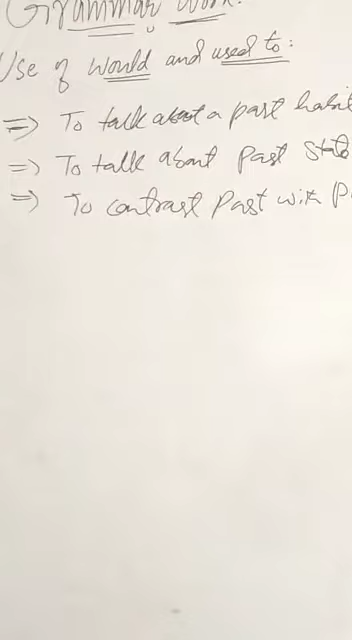 Grammar Work:
Use of would and used to:
=> To talk about a past habit
=> To talk about past state
=> To contrast past with P